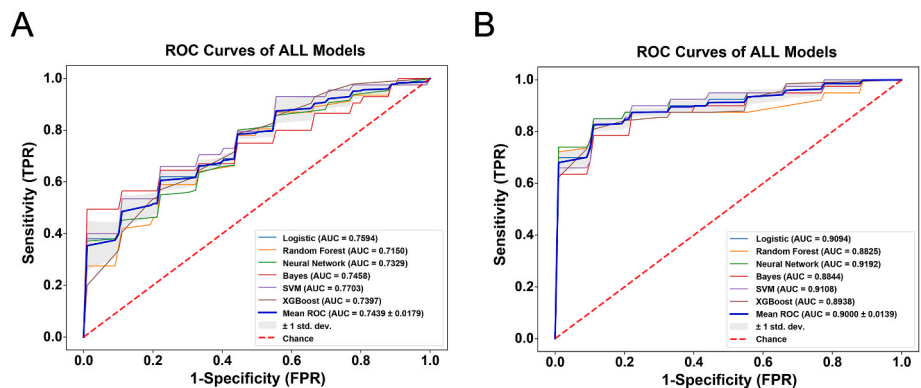 A
ROC Curves of ALL Models
Sensitivity (TPR)
1.0
0.8
0.6
0.4
0.2
0.0
Logistic (AUC = 0.7594)
Random Forest (AUC = 0.7150)
Neural Network (AUC = 0.7329)
Bayes (AUC = 0.7458)
SVM (AUC = 0.7703)
XGBoost (AUC = 0.7397)
Mean ROC (AUC = 0.7439 ± 0.0179)
± 1 std. dev.
Chance
0.0 0.2 0.4 0.6 0.8 1.0
1-Specificity (FPR)
B
ROC Curves of ALL Models
Sensitivity (TPR)
1.0
0.8
0.6
0.4
0.2
0.0
Logistic (AUC = 0.9094)
Random Forest (AUC = 0.8825)
Neural Network (AUC = 0.9192)
Bayes (AUC = 0.8844)
SVM (AUC = 0.9108)
XGBoost (AUC = 0.8938)
Mean ROC (AUC = 0.9000 ± 0.0139)
± 1 std. dev.
Chance
0.0 0.2 0.4 0.6 0.8 1.0
1-Specificity (FPR)